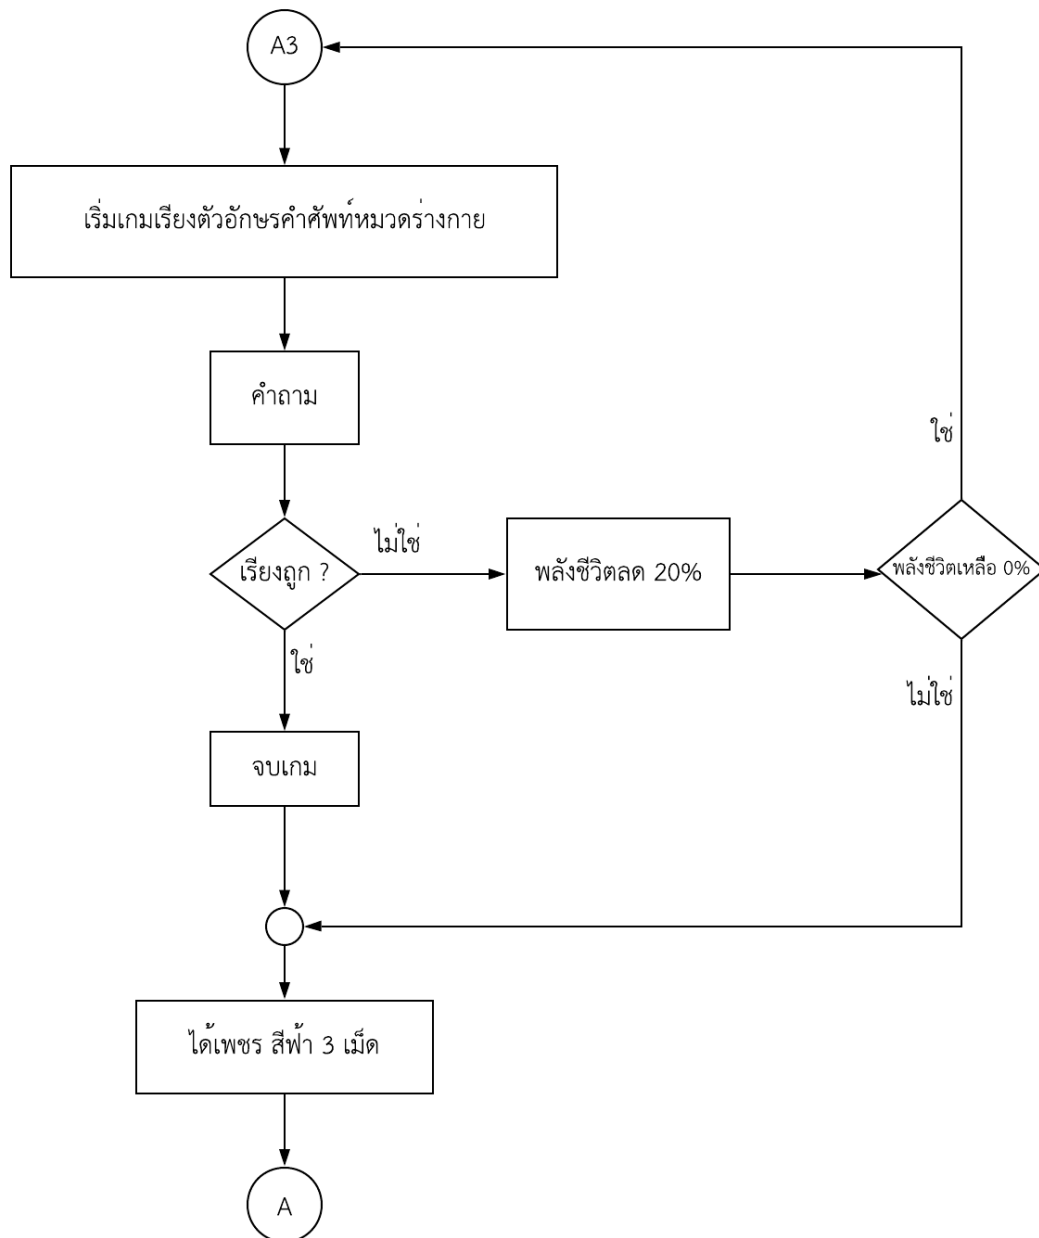 A3
เริ่มเกมเรียงตัวอักษรคำศัพท์หมวดร่างกาย
คำถาม
ใช่
เรียงถูก ?
ไม่ใช่
พลังชีวิตลด 20%
พลังชีวิตเหลือ 0%
ใช่
ไม่ใช่
จบเกม
ได้เพชร สีฟ้า 3 เม็ด
A